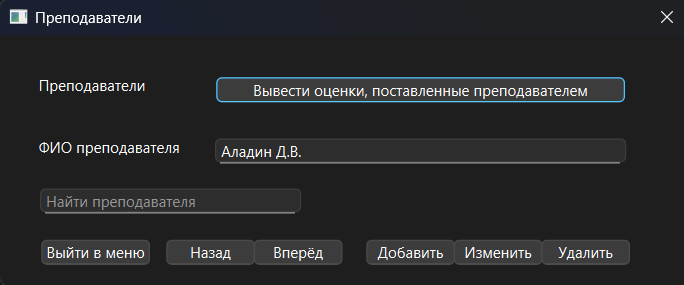 Преподаватели
Преподаватели
Вывести оценки, поставленные преподавателем
ФИО преподавателя
Аладин Д.В.
Найти преподавателя
Выйти в меню
Назад
Вперёд
Добавить
Изменить
Удалить